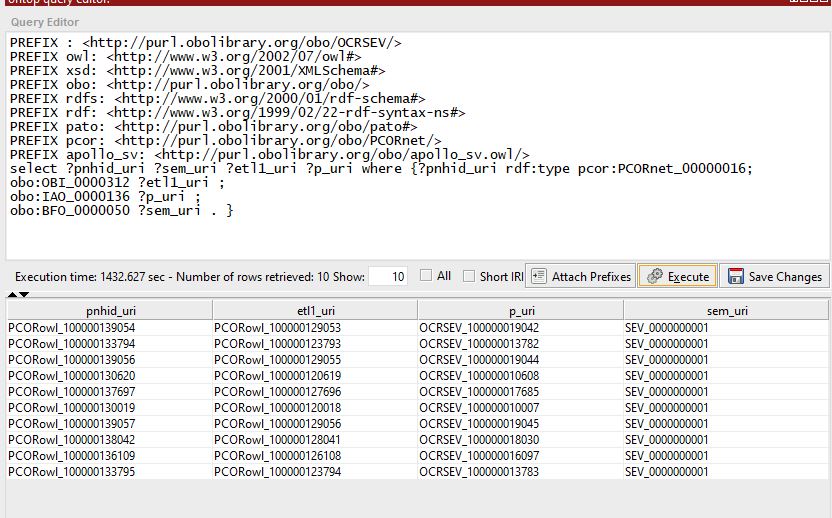 Ontop query editor:
Query Editor
PREFIX : <http://purl.obolibrary.org/obo/OCRSEV/>
PREFIX owl: <http://www.w3.org/2002/07/owl#>
PREFIX xsd: <http://www.w3.org/2001/XMLSchema#>
PREFIX obo: <http://purl.obolibrary.org/obo/>
PREFIX rdfs: <http://www.w3.org/2000/01/rdf-schema#>
PREFIX rdf: <http://www.w3.org/1999/02/22-rdf-syntax-ns#>
PREFIX pato: <http://purl.obolibrary.org/obo/pato#>
PREFIX pcor: <http://purl.obolibrary.org/obo/PCORnet/>
PREFIX apollo_sv: <http://purl.obolibrary.org/obo/apollo_sv.owl/>
select ?pnhid_uri ?sem_uri ?etl1_uri ?p_uri where {?pnhid_uri rdf:type pcor:PCORnet_00000016;
obo:OBI_0000312 ?etl1_uri ;
obo:IAO_0000136 ?p_uri ;
obo:BFO_0000050 ?sem_uri . }
Execution time: 1432.627 sec - Number of rows retrieved: 10 Show: 10 All Short IRI Attach Prefixes Execute Save Changes
pnhid_uri etl1_uri p_uri sem_uri
PCORowl_100000139054 PCORowl_100000129053 OCRSEV_100000019042 SEV_0000000001
PCORowl_100000133794 PCORowl_100000123793 OCRSEV_100000013782 SEV_0000000001
PCORowl_100000139056 PCORowl_100000129055 OCRSEV_100000019044 SEV_0000000001
PCORowl_100000130620 PCORowl_100000120619 OCRSEV_100000010608 SEV_0000000001
PCORowl_100000137697 PCORowl_100000127696 OCRSEV_100000017685 SEV_0000000001
PCORowl_100000130019 PCORowl_100000120018 OCRSEV_100000010007 SEV_0000000001
PCORowl_100000139057 PCORowl_100000129056 OCRSEV_100000019045 SEV_0000000001
PCORowl_100000138042 PCORowl_100000128041 OCRSEV_100000018030 SEV_0000000001
PCORowl_100000136109 PCORowl_100000126108 OCRSEV_100000016097 SEV_0000000001
PCORowl_100000133795 PCORowl_100000123794 OCRSEV_100000013783 SEV_0000000001